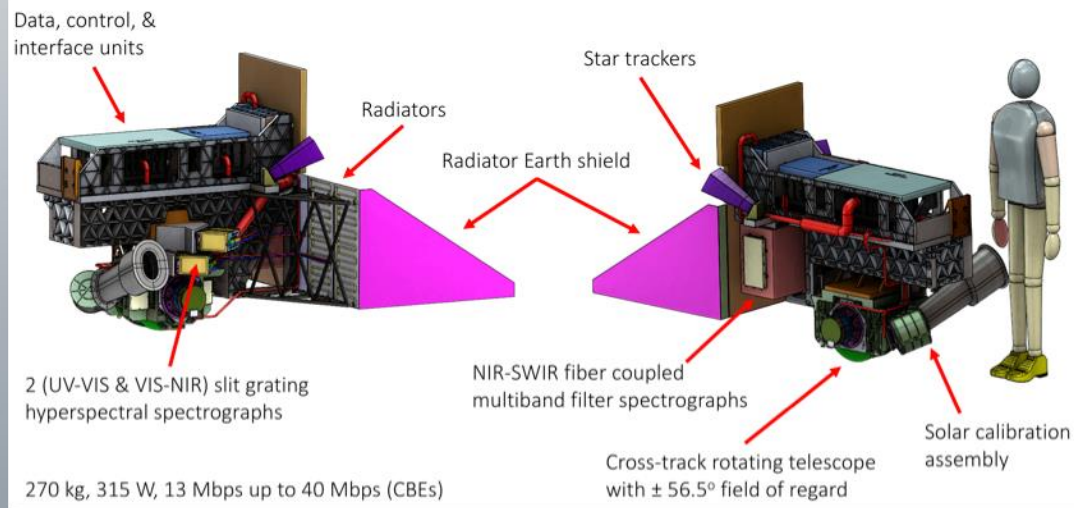 Data, control, &
interface units
Star trackers
Radiators
Radiator Earth shield
2 (UV-VIS & VIS-NIR) slit grating
hyperspectral spectrographs
NIR-SWIR fiber coupled
multiband filter spectrographs
Solar calibration
assembly
Cross-track rotating telescope
with ± 56.5° field of regard
270 kg, 315 W, 13 Mbps up to 40 Mbps (CBEs)